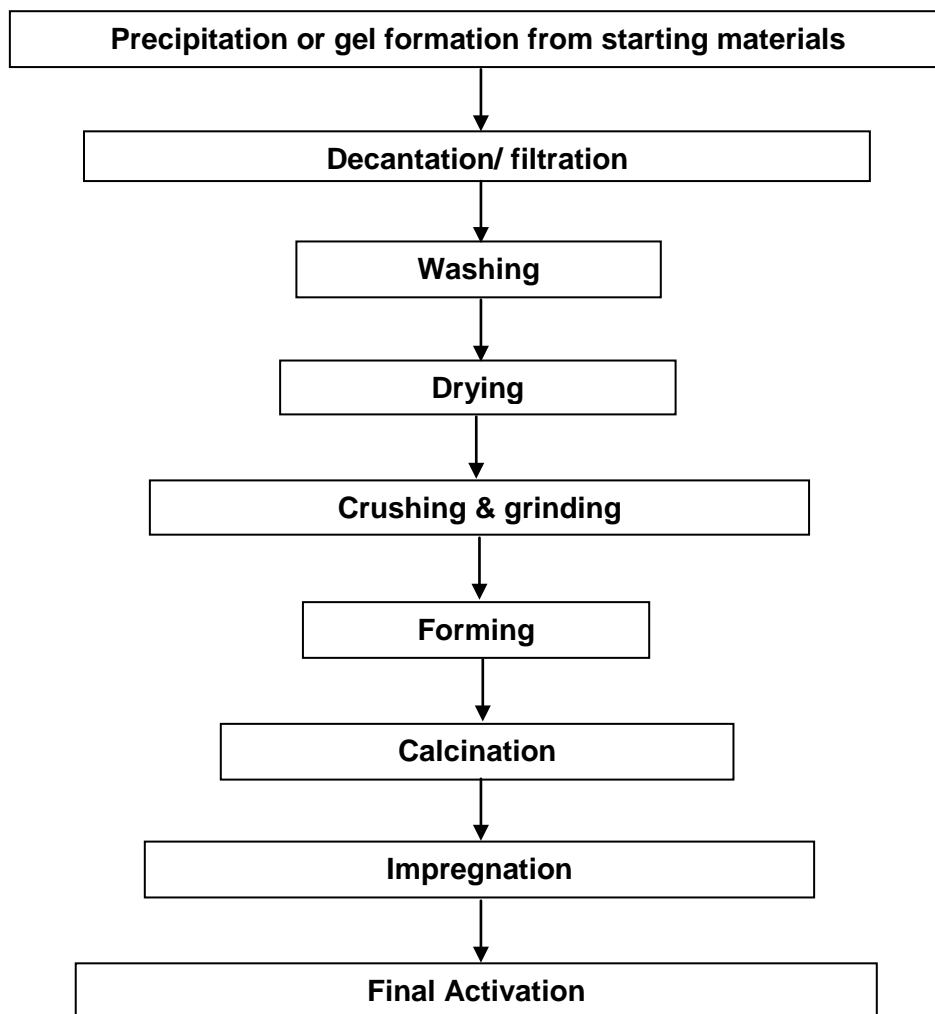 Precipitation or gel formation from starting materials
Decantation/ filtration
Washing
Drying
Crushing & grinding
Forming
Calcination
Impregnation
Final Activation